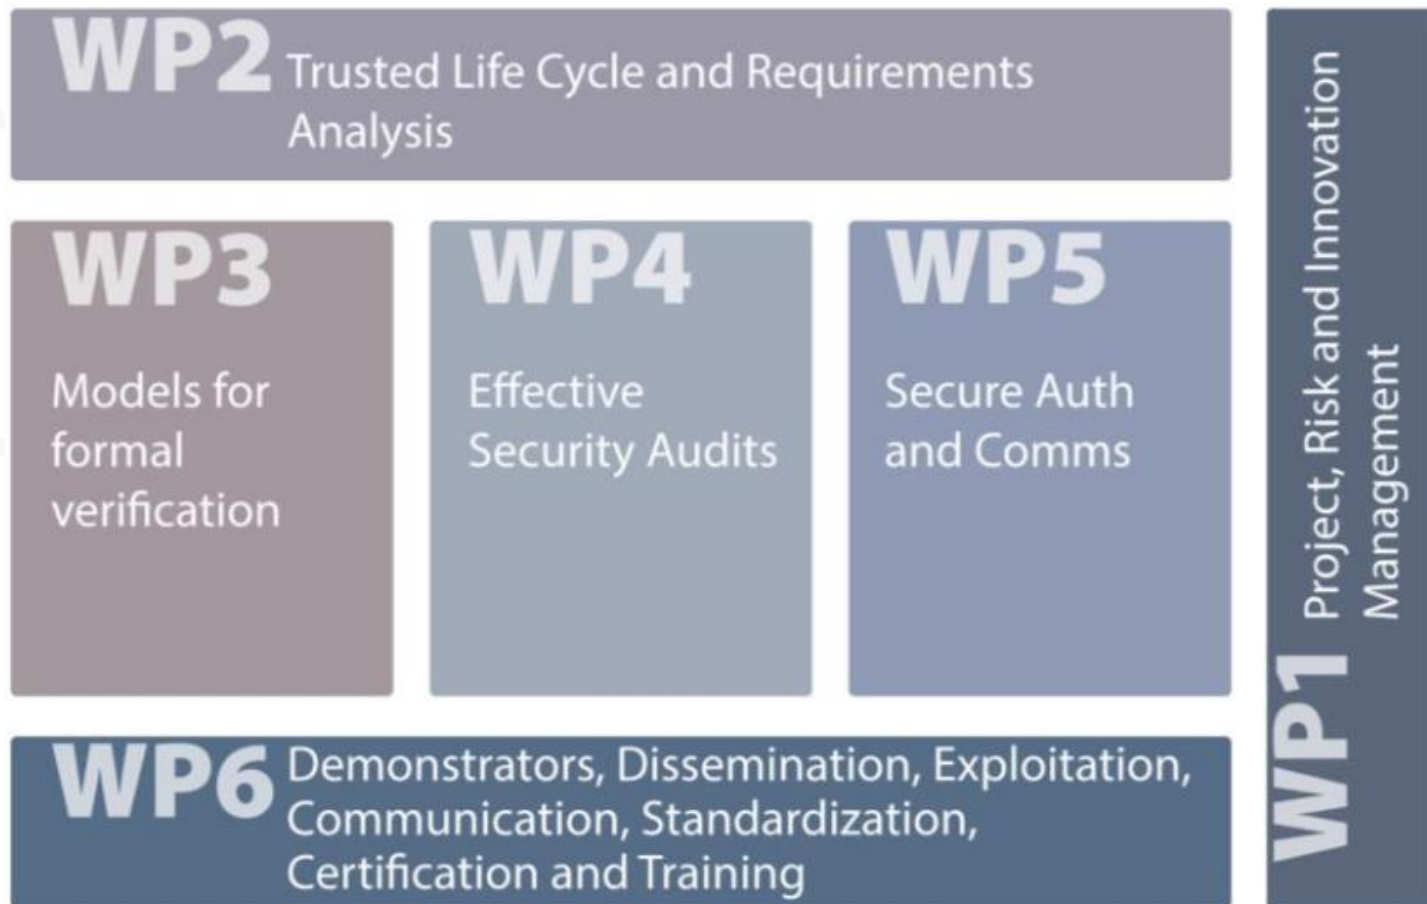 WP2 Trusted Life Cycle and Requirements
Analysis
WP3
Models for
formal
verification
WP4
Effective
Security Audits
WP5
Secure Auth
and Comms
WP6 Demonstrators, Dissemination, Exploitation,
Communication, Standardization,
Certification and Training
WP1 Project, Risk and Innovation
Management